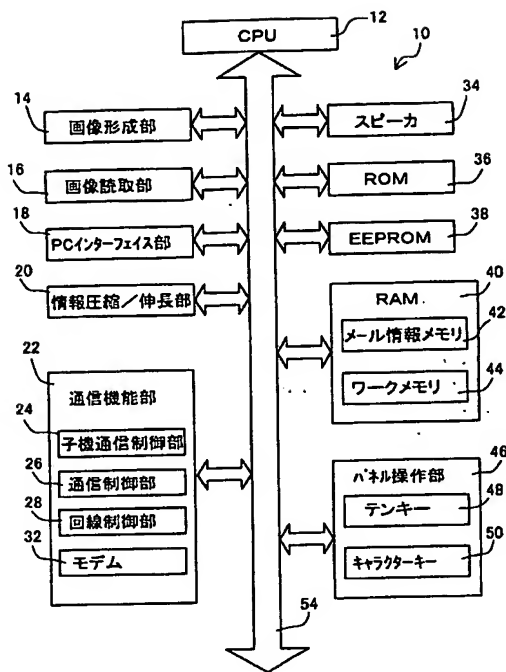 CPU
12
10
14
画像形成部
16
画像読取部
18
PCインターフェイス部
20
情報圧縮／伸長部
22
通信機能部
24
子機通信制御部
26
通信制御部
28
回線制御部
32
モデム
スピーカ
34
ROM
36
EEPROM
38
RAM
40
メール情報メモリ
42
ワークメモリ
44
パネル操作部
46
テンキー
48
キャラクターキー
50
54